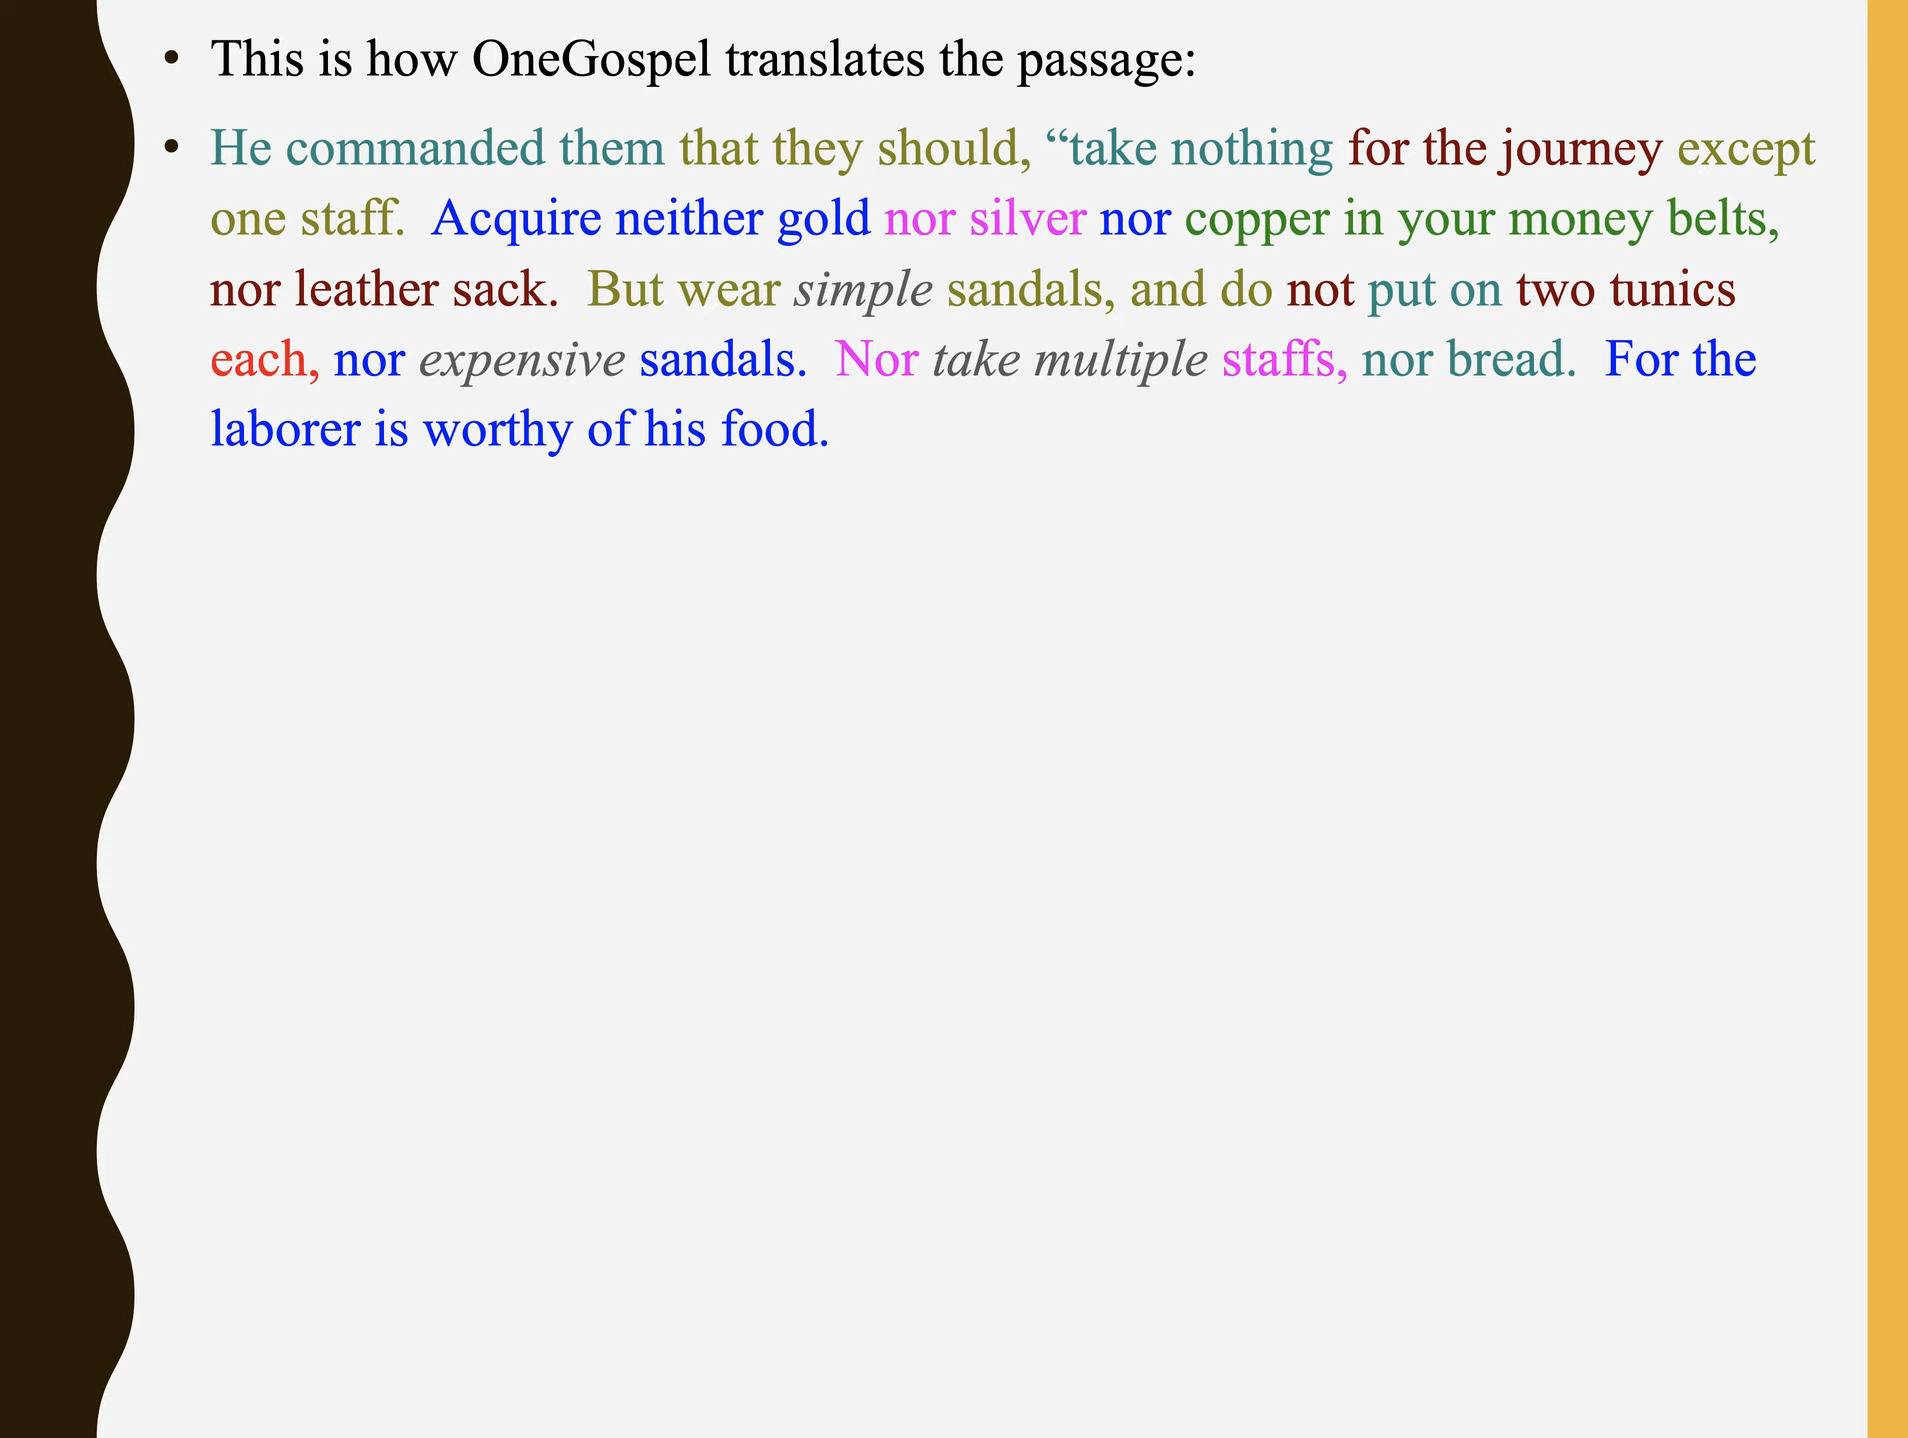 • This is how OneGospel translates the passage:
• He commanded them that they should, “take nothing for the journey except
one staff.  Acquire neither gold nor silver nor copper in your money belts,
nor leather sack.  But wear simple sandals, and do not put on two tunics
each, nor expensive sandals.  Nor take multiple staffs, nor bread.  For the
laborer is worthy of his food.